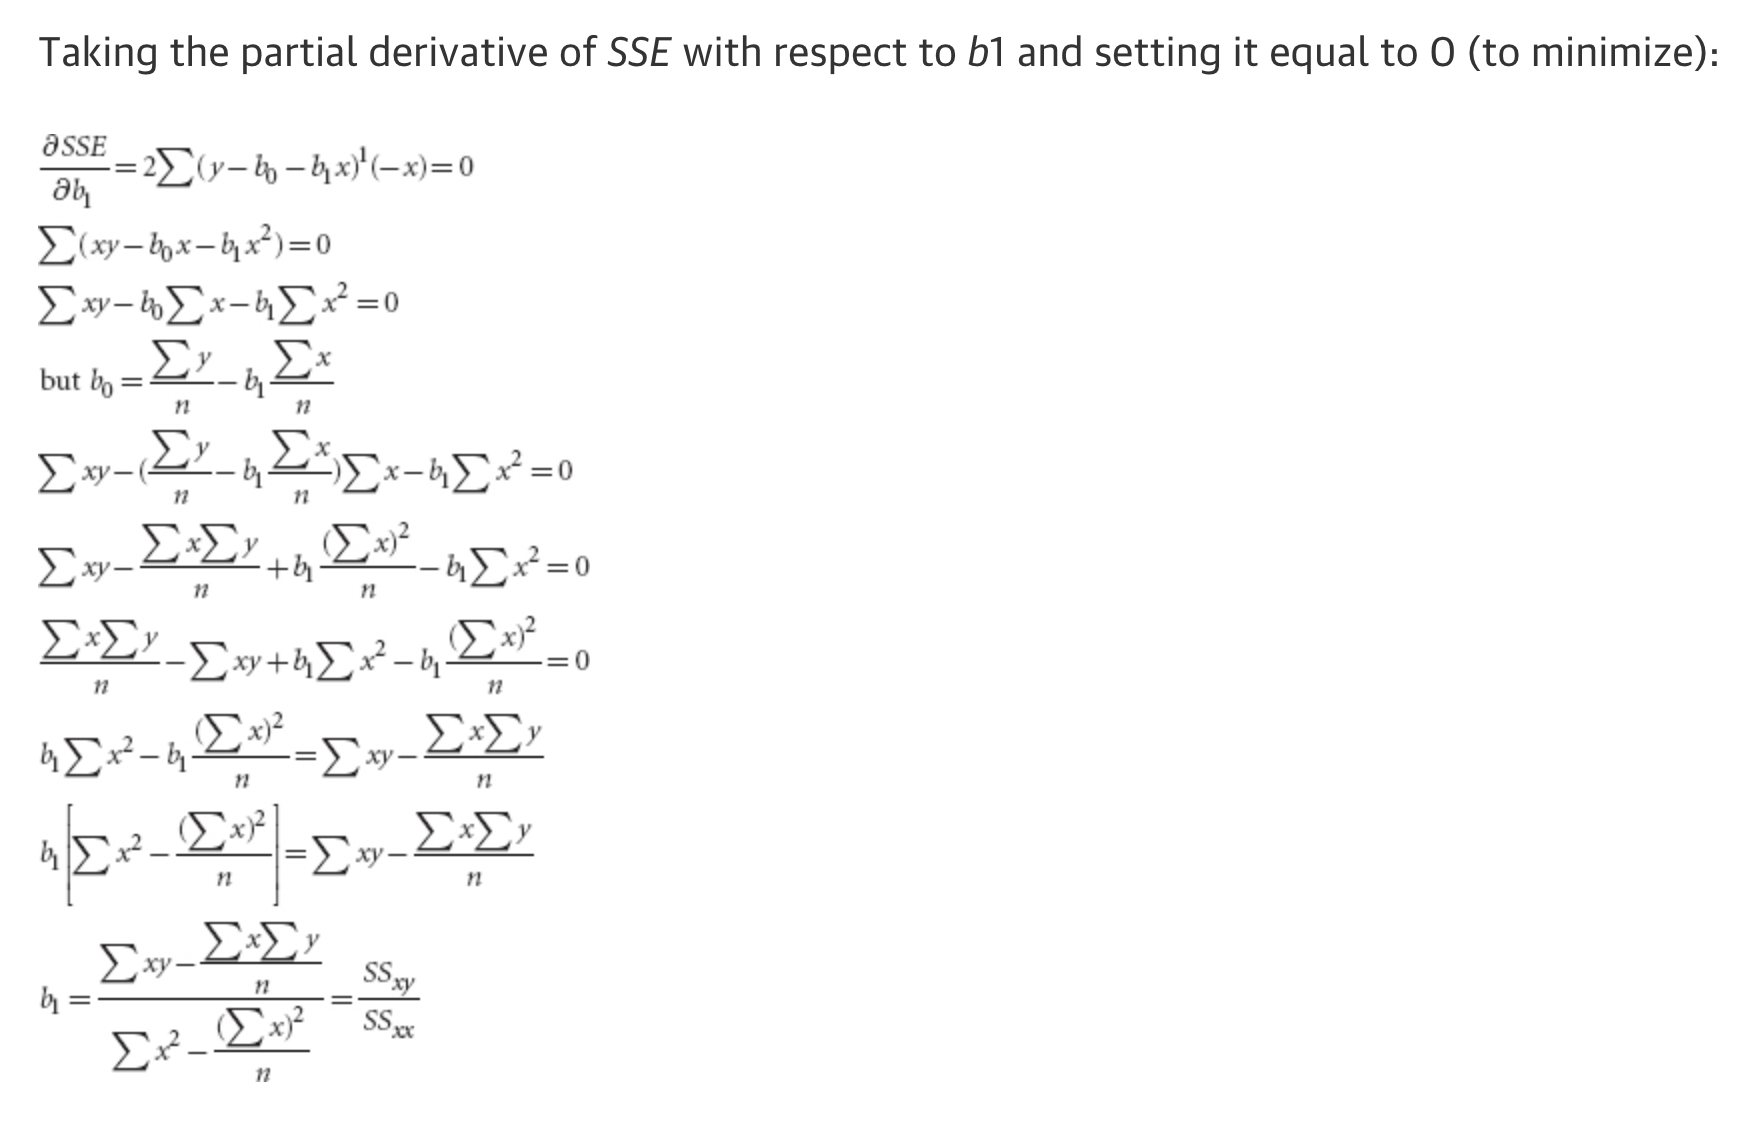 Taking the partial derivative of SSE with respect to b1 and setting it equal to 0 (to minimize):
∂SSE/∂b₁ = 2∑(y − b₀ − b₁x)¹(−x) = 0
∑(xy − b₀x − b₁x²) = 0
∑xy − b₀∑x − b₁∑x² = 0
but b₀ = ∑y/n − b₁ ∑x/n
∑xy − (∑y/n − b₁ ∑x/n)∑x − b₁∑x² = 0
∑xy − ∑x∑y/n + b₁ (∑x)²/n − b₁∑x² = 0
∑x∑y/n − ∑xy + b₁∑x² − b₁ (∑x)²/n = 0
b₁∑x² − b₁ (∑x)²/n = ∑xy − ∑x∑y/n
b₁[∑x² − (∑x)²/n] = ∑xy − ∑x∑y/n
b₁ = (∑xy − ∑x∑y/n)/(∑x² − (∑x)²/n) = SSxy/SSxx